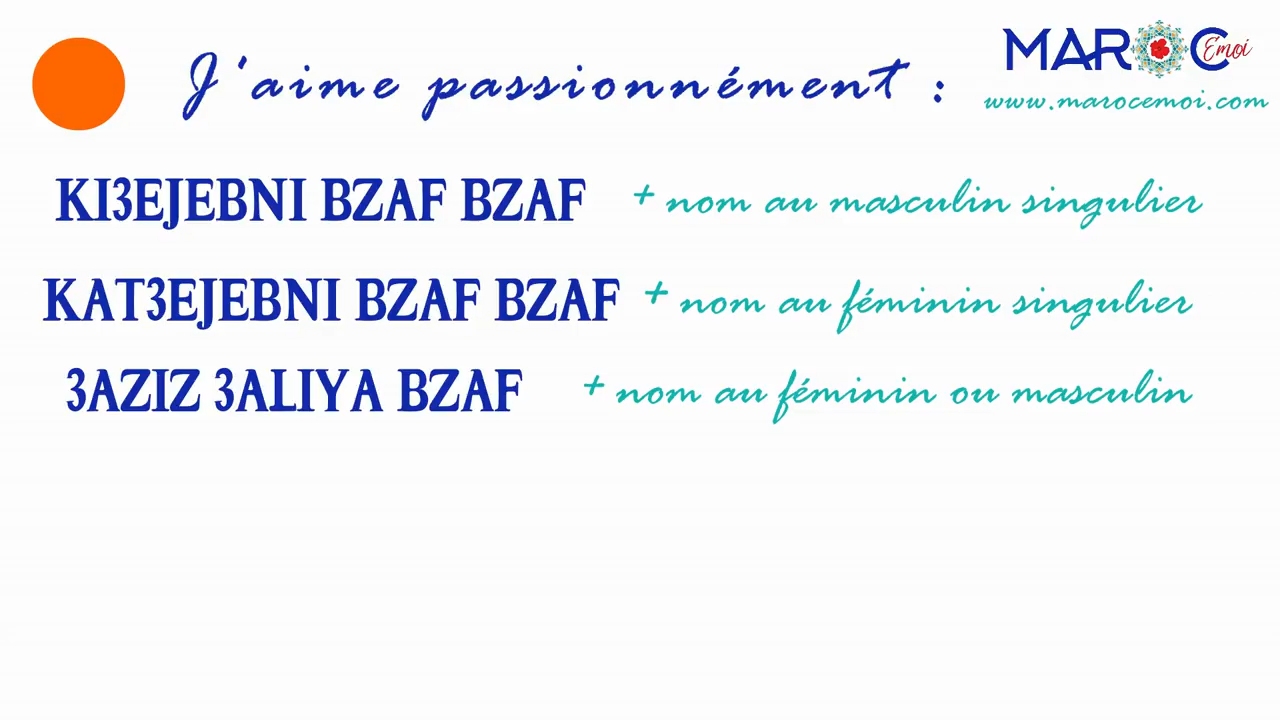 J'aime passionnément :
MAROC Emoi
www.marocemoi.com
KI3EJEBNI BZAF BZAF + nom au masculin singulier
KAT3EJEBNI BZAF BZAF + nom au féminin singulier
3AZIZ 3ALIYA BZAF + nom au féminin ou masculin